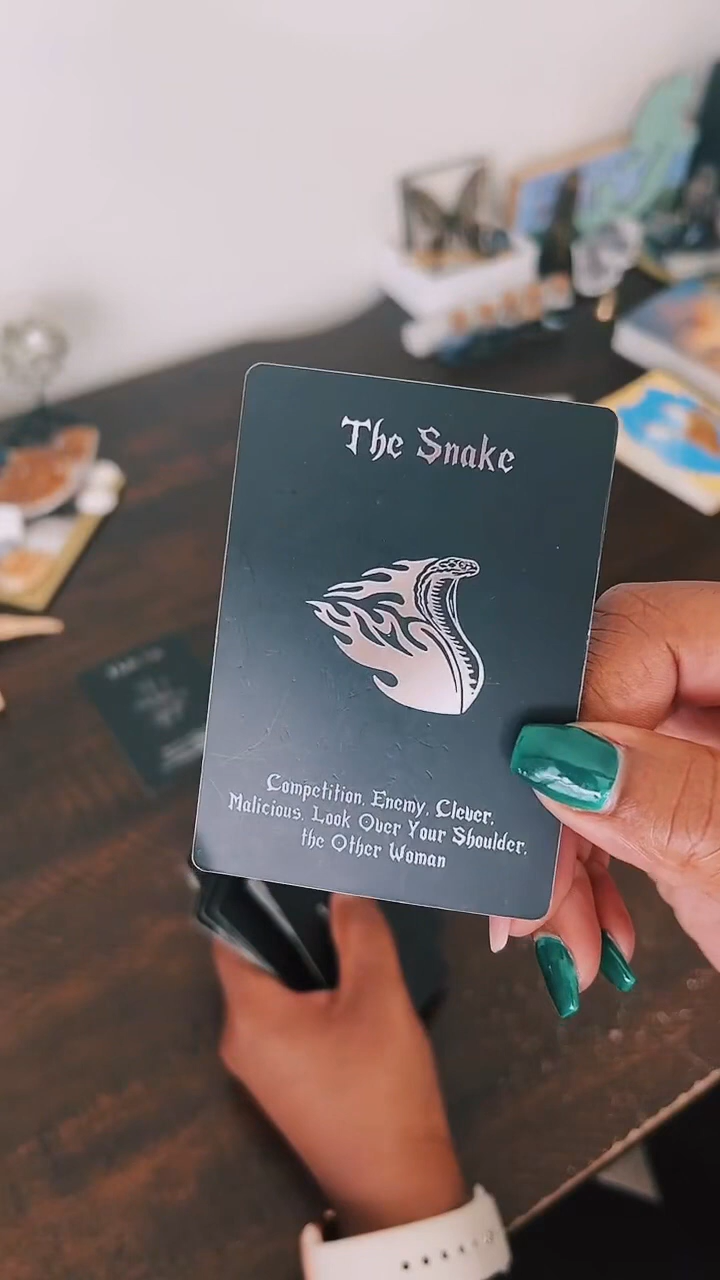 The Snake
Competition, Enemy, Clever,
Malicious, Look Over Your Shoulder,
the Other Woman